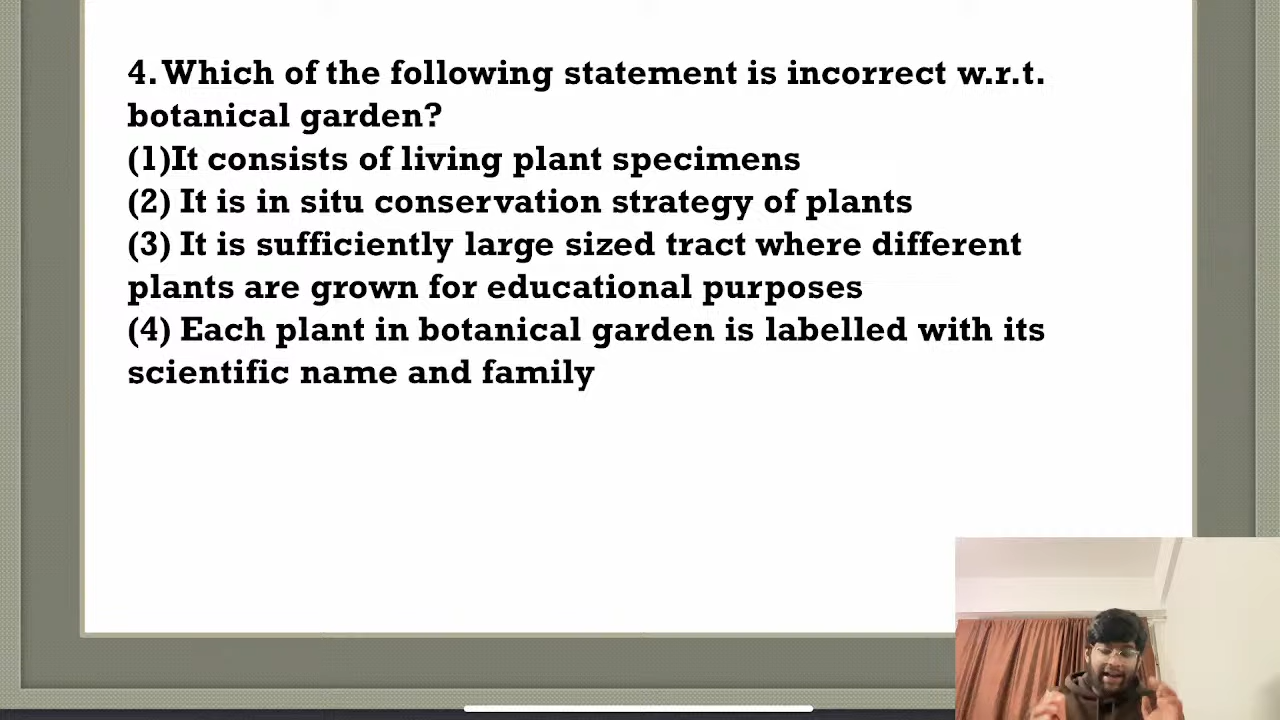 4. Which of the following statement is incorrect w.r.t.
botanical garden?
(1)It consists of living plant specimens
(2) It is in situ conservation strategy of plants
(3) It is sufficiently large sized tract where different
plants are grown for educational purposes
(4) Each plant in botanical garden is labelled with its
scientific name and family